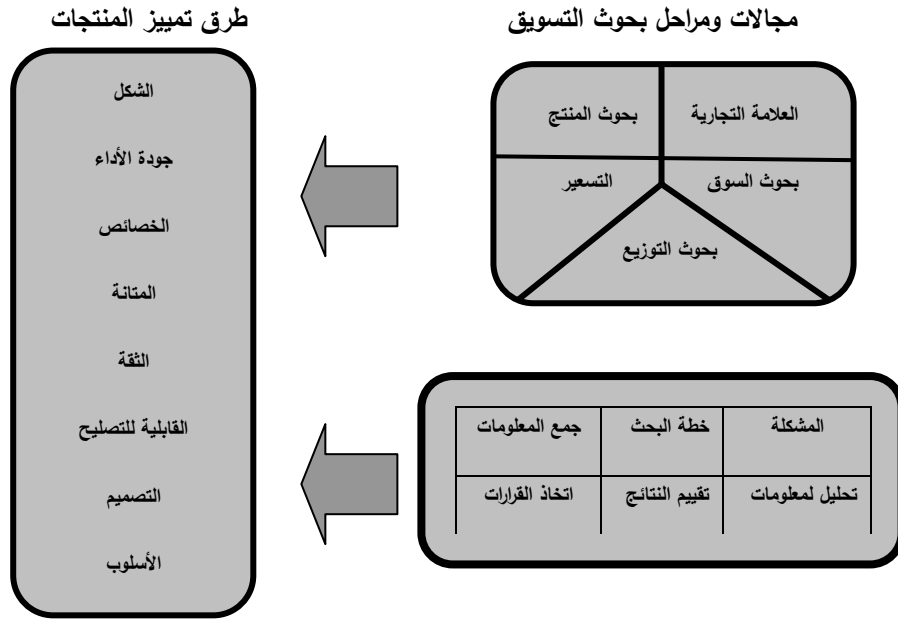 مجالات ومراحل بحوث التسويق
طرق تمييز المنتجات
العلامة التجارية
بحوث المنتج
بحوث السوق
التسعير
بحوث التوزيع
المشكلة
خطة البحث
جمع المعلومات
تحليل لمعلومات
تقييم النتائج
اتخاذ القرارات
الشكل
جودة الأداء
الخصائص
المتانة
الثقة
القابلية للتصليح
التصميم
الأسلوب